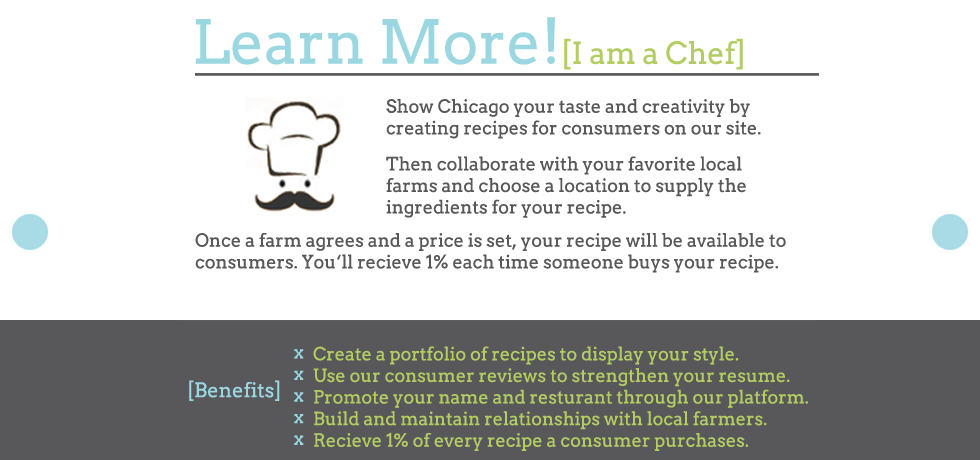 Learn More! [I am a Chef]
Show Chicago your taste and creativity by
creating recipes for consumers on our site.
Then collaborate with your favorite local
farms and choose a location to supply the
ingredients for your recipe.
Once a farm agrees and a price is set, your recipe will be available to
consumers. You'll recieve 1% each time someone buys your recipe.
[Benefits]
x Create a portfolio of recipes to display your style.
x Use our consumer reviews to strengthen your resume.
x Promote your name and resturant through our platform.
x Build and maintain relationships with local farmers.
x Recieve 1% of every recipe a consumer purchases.